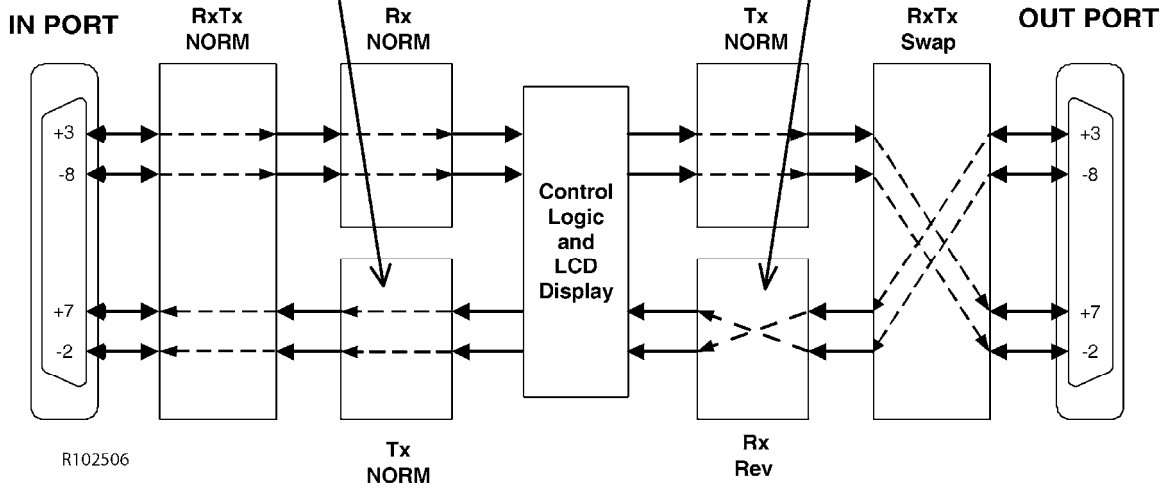 IN PORT
RxTx
NORM
Rx
NORM
Tx
NORM
RxTx
Swap
OUT PORT
+3
-8
+7
-2
Control
Logic
and
LCD
Display
+3
-8
+7
-2
Tx
NORM
Rx
Rev
R102506